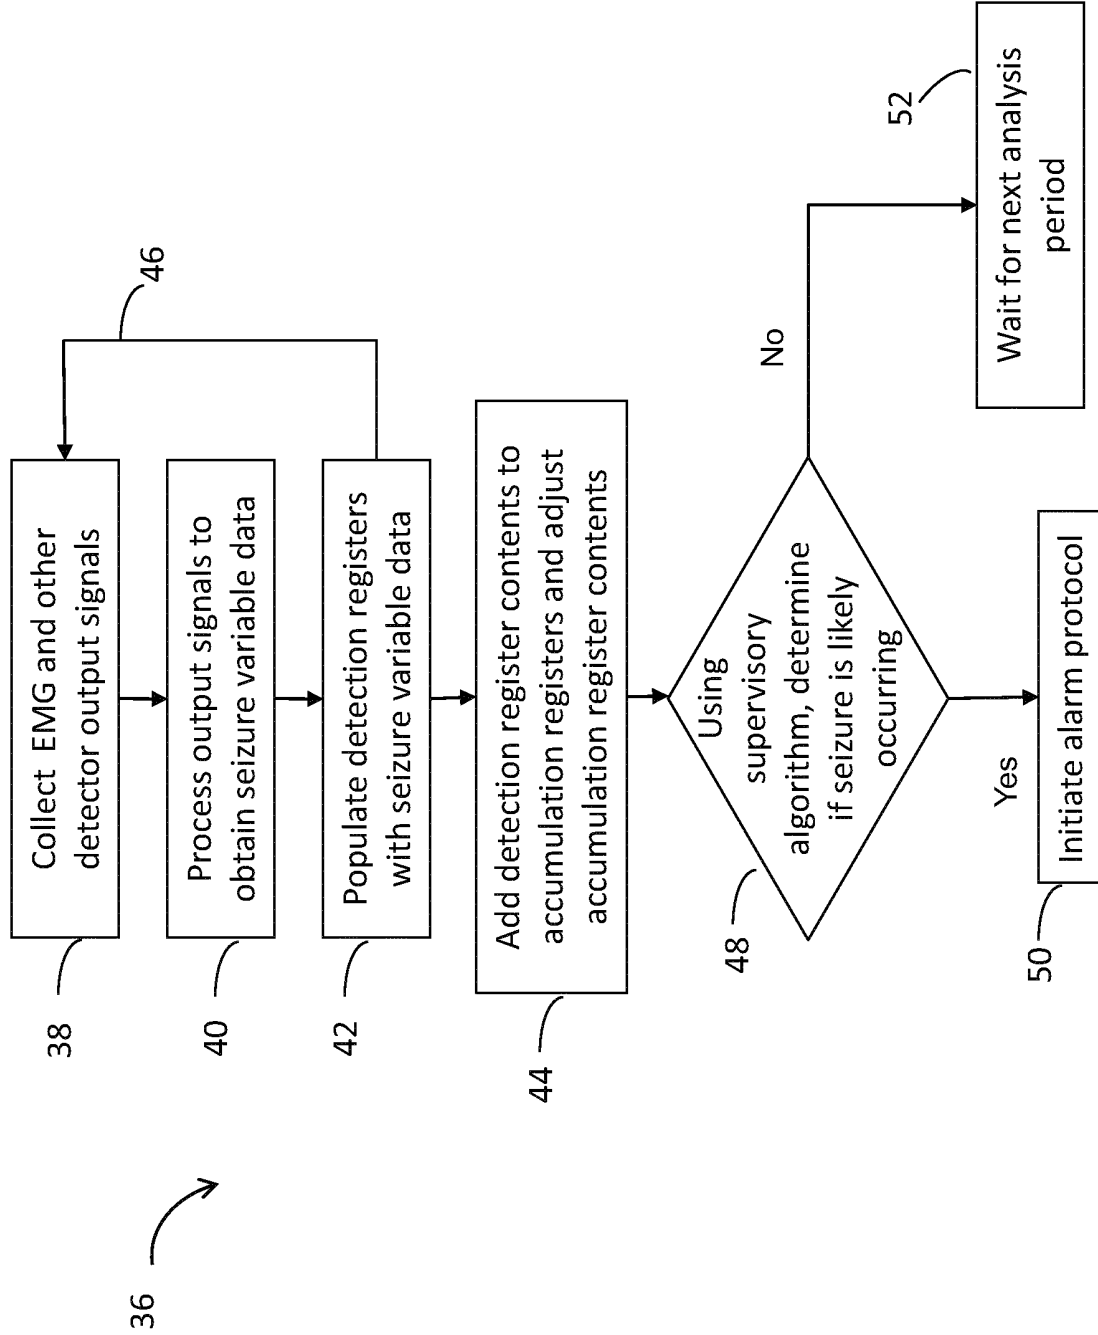 36
38
Collect EMG and other
detector output signals
40
Process output signals to
obtain seizure variable data
42
Populate detection registers
with seizure variable data
46
44
Add detection register contents to
accumulation registers and adjust
accumulation register contents
48
Using
supervisory
algorithm, determine
if seizure is likely
occurring
No
Yes
52
Wait for next analysis
period
50
Initiate alarm protocol